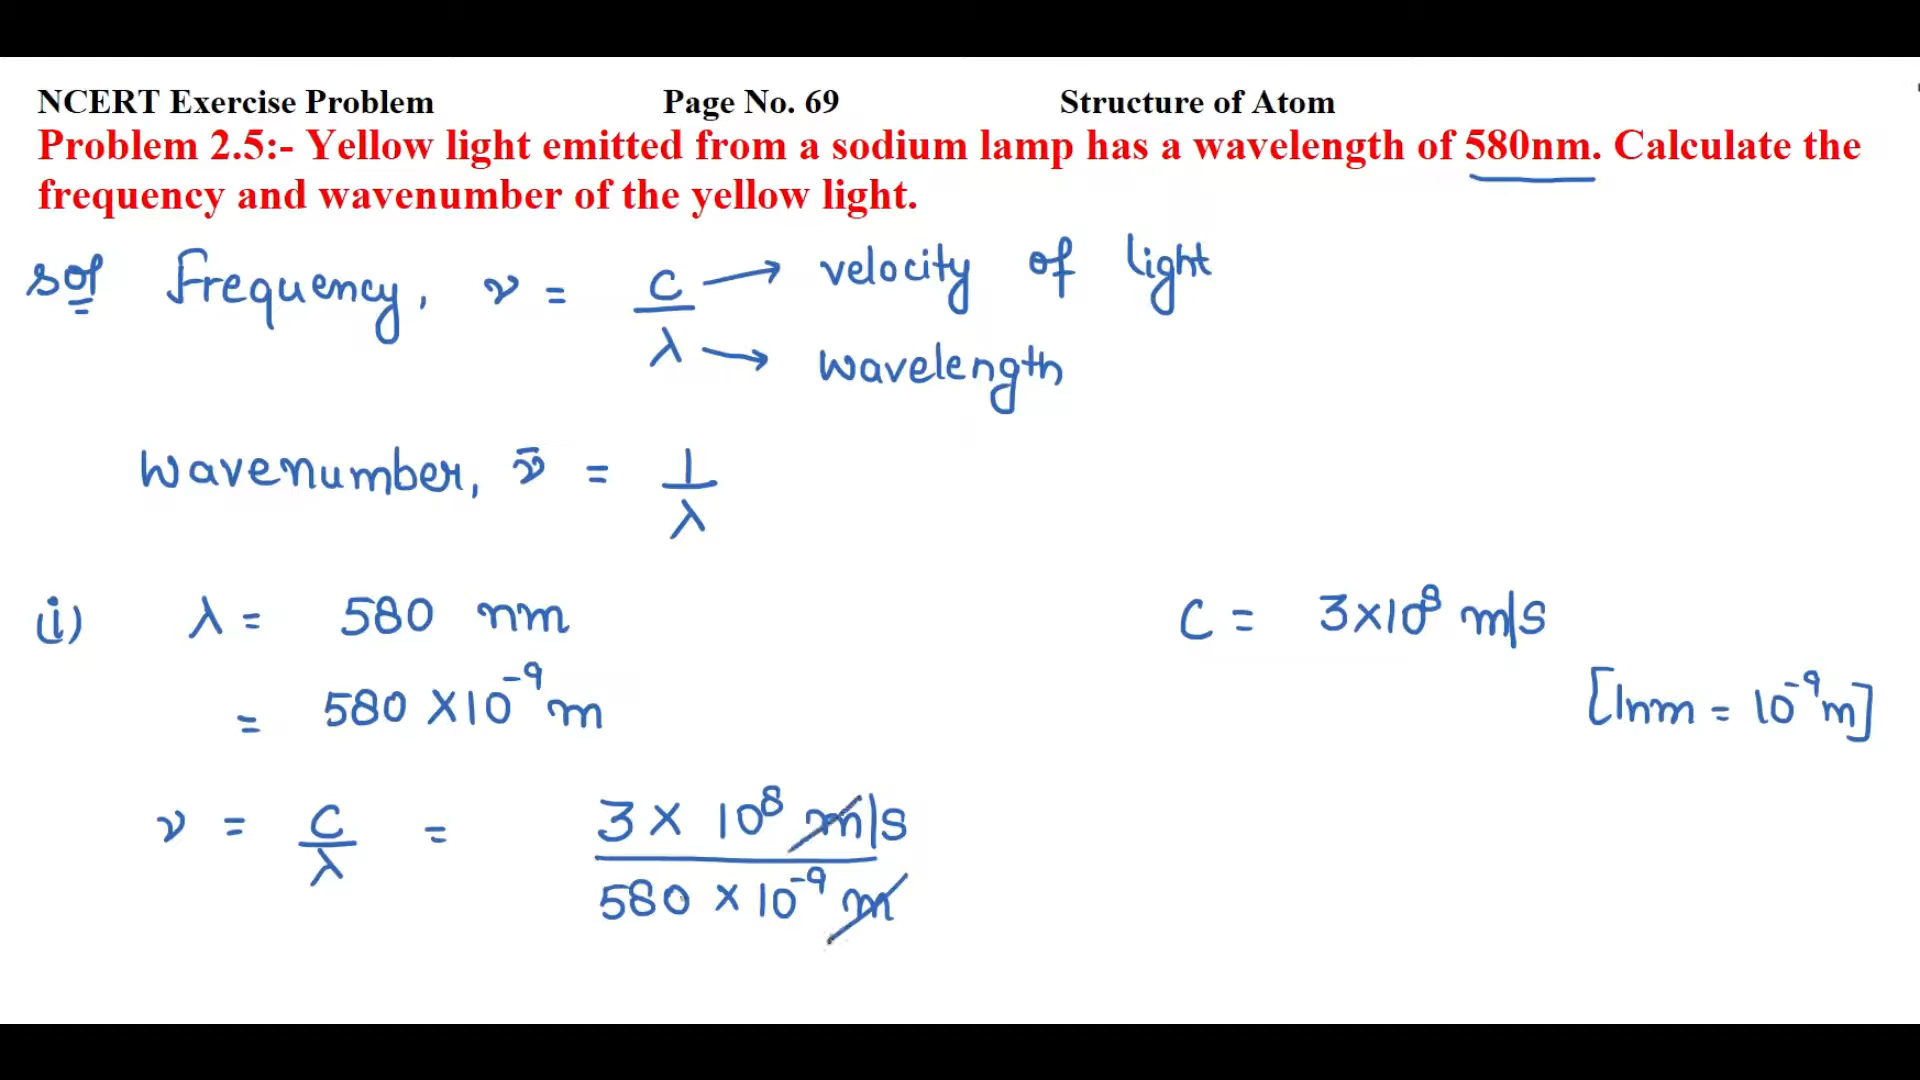 NCERT Exercise Problem Page No. 69 Structure of Atom
Problem 2.5:- Yellow light emitted from a sodium lamp has a wavelength of 580nm. Calculate the
frequency and wavenumber of the yellow light.
Sol Frequency, ν = c/λ
c → velocity of light
λ → wavelength
Wavenumber, ν̄ = 1/λ
(i) λ = 580 nm C = 3×10⁸ m/s
= 580 ×10⁻⁹ m [1nm = 10⁻⁹ m]
ν = c/λ = 3 × 10⁸ m/s / 580 × 10⁻⁹ m